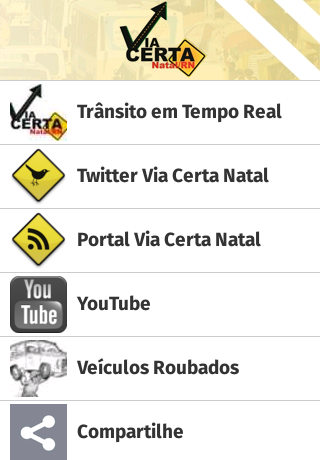 VIA
CERTA
Natal/RN
VIA
CERTA
Natal/RN
Trânsito em Tempo Real
Twitter Via Certa Natal
Portal Via Certa Natal
You
Tube
YouTube
Veículos Roubados
Compartilhe